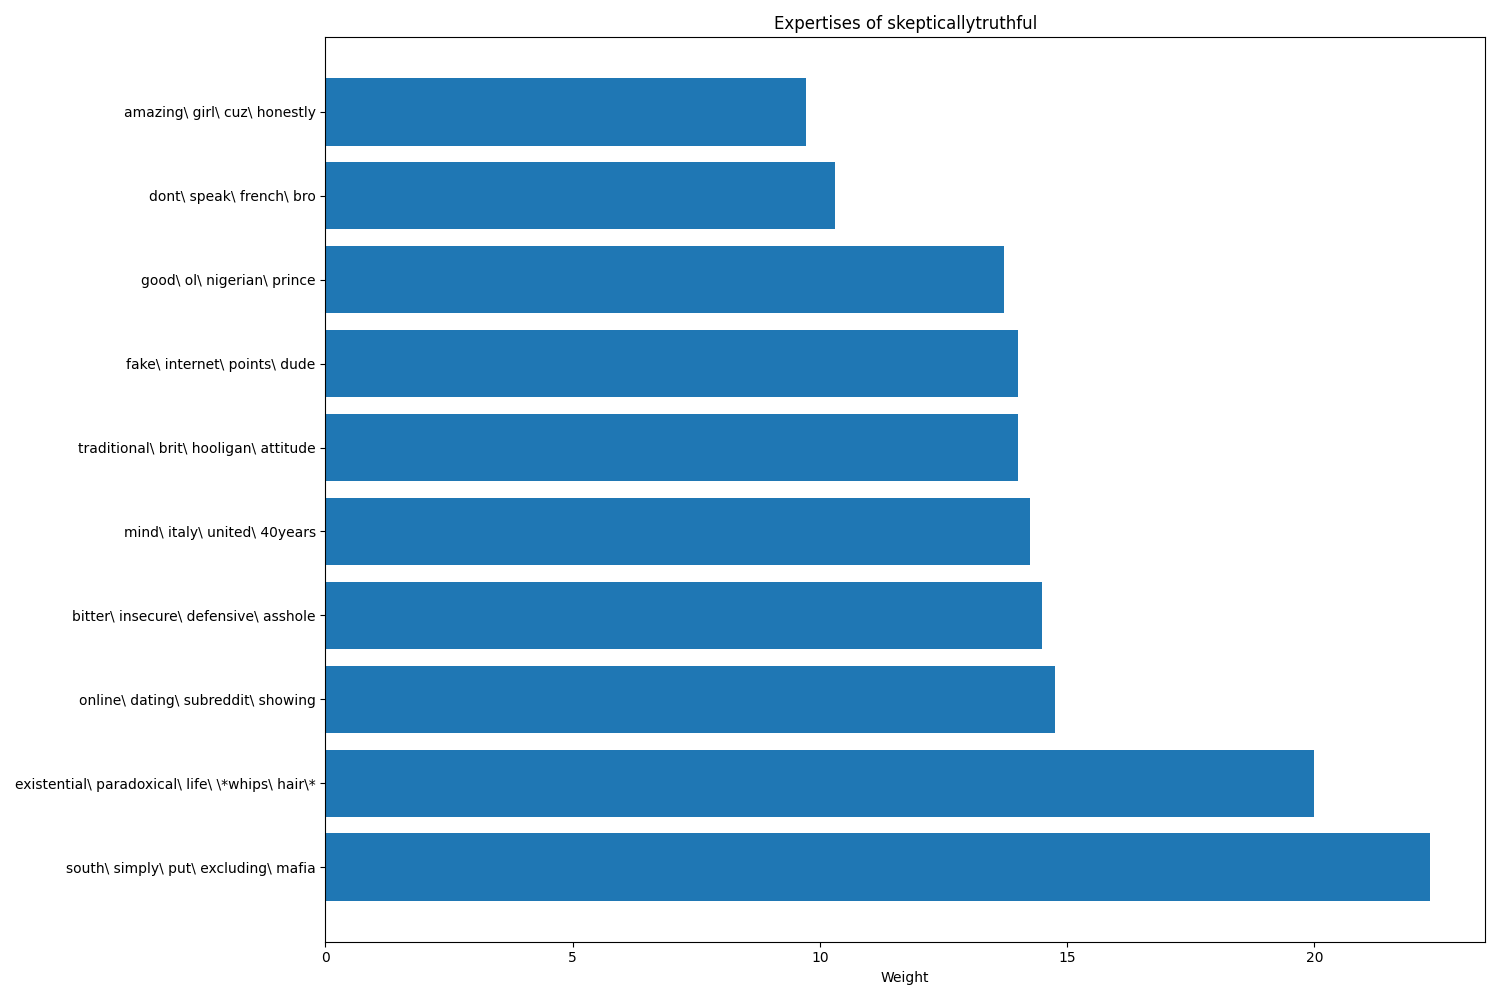 Expertises of skepticallytruthful
amazing\ girl\ cuz\ honestly
dont\ speak\ french\ bro
good\ ol\ nigerian\ prince
fake\ internet\ points\ dude
traditional\ brit\ hooligan\ attitude
mind\ italy\ united\ 40years
bitter\ insecure\ defensive\ asshole
online\ dating\ subreddit\ showing
existential\ paradoxical\ life\ \*whips\ hair\*
south\ simply\ put\ excluding\ mafia
0 5 10 15 20
Weight